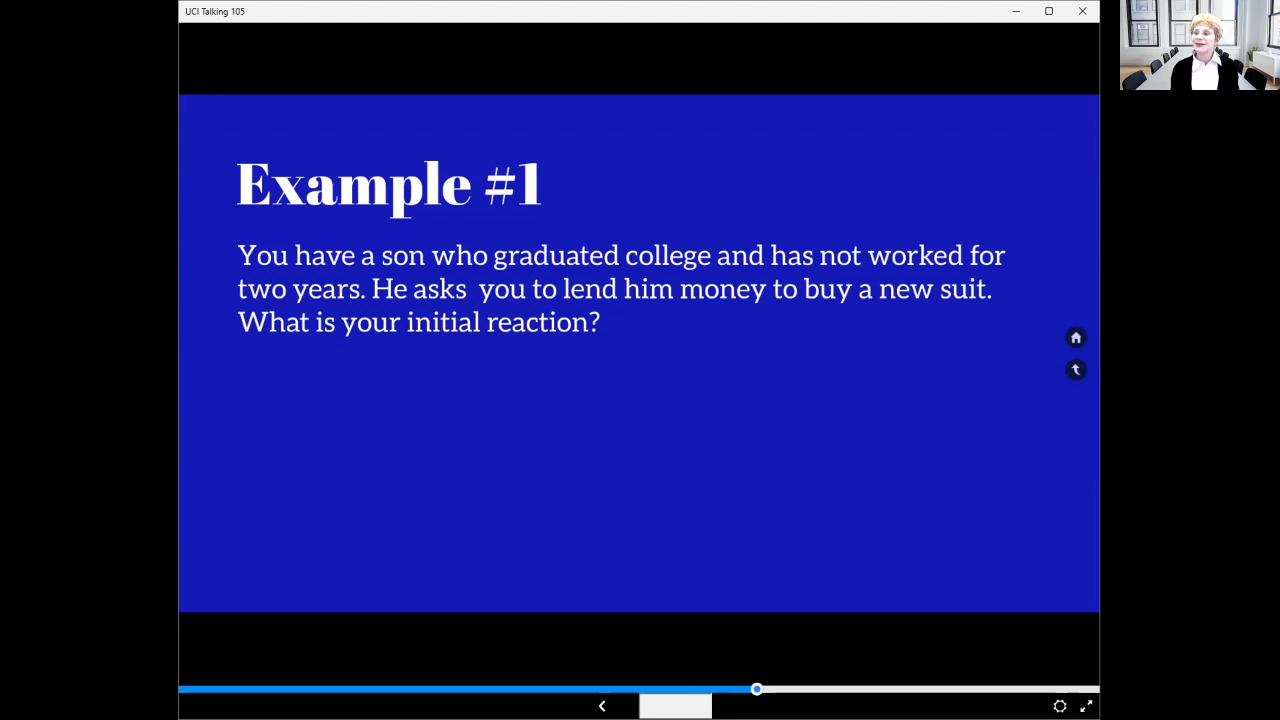 UCI Talking 105
Example #1
You have a son who graduated college and has not worked for
two years. He asks  you to lend him money to buy a new suit.
What is your initial reaction?